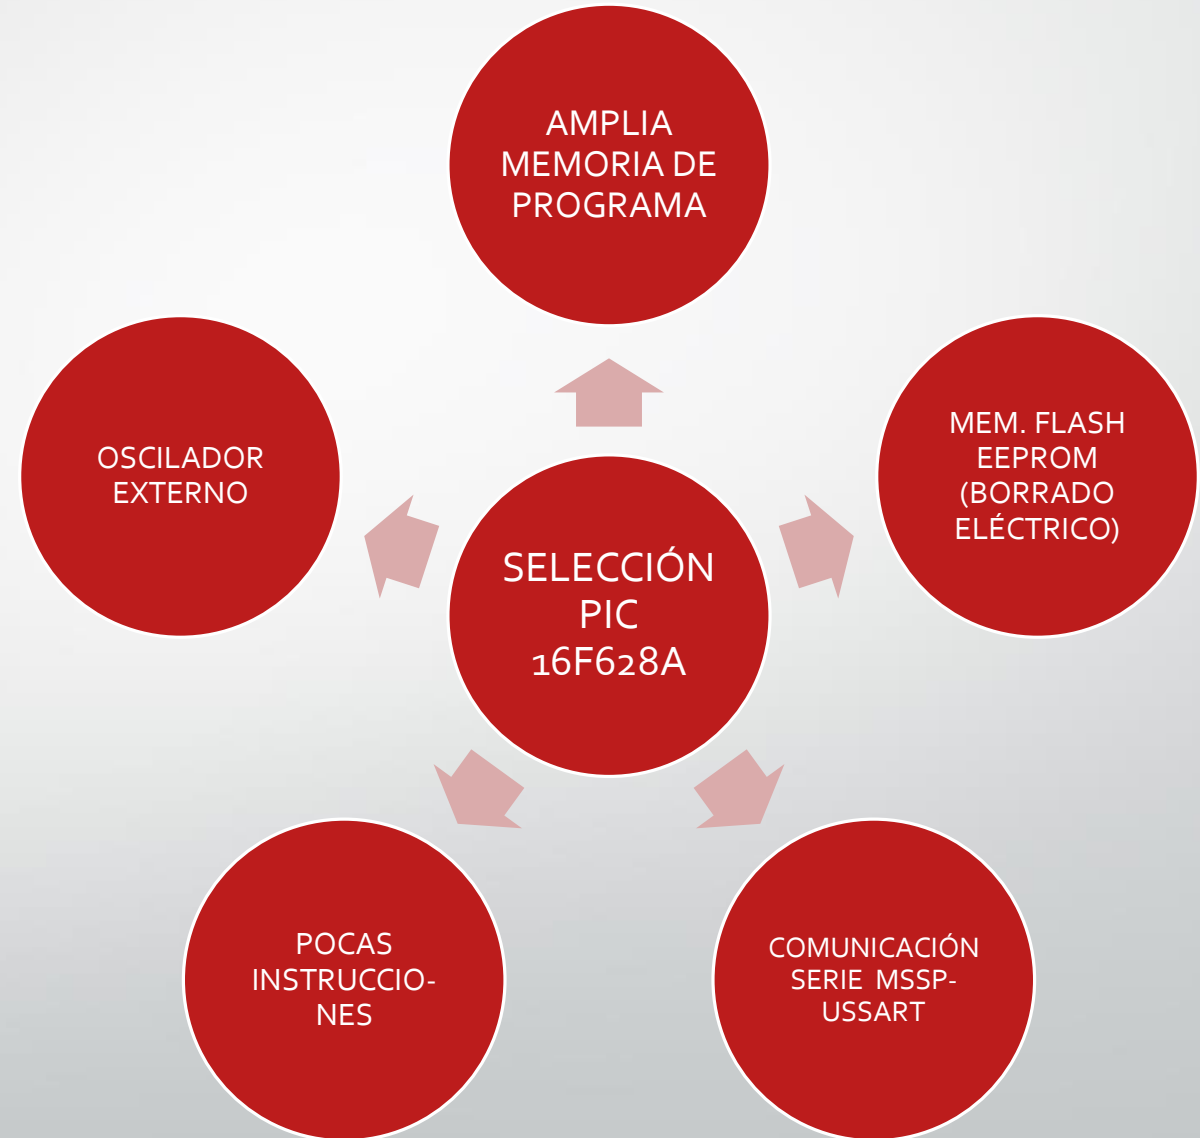 AMPLIA
MEMORIA DE
PROGRAMA
OSCILADOR
EXTERNO
MEM. FLASH
EEPROM
(BORRADO
ELÉCTRICO)
SELECCIÓN
PIC
16F628A
POCAS
INSTRUCCIO-
NES
COMUNICACIÓN
SERIE MSSP-
USSART